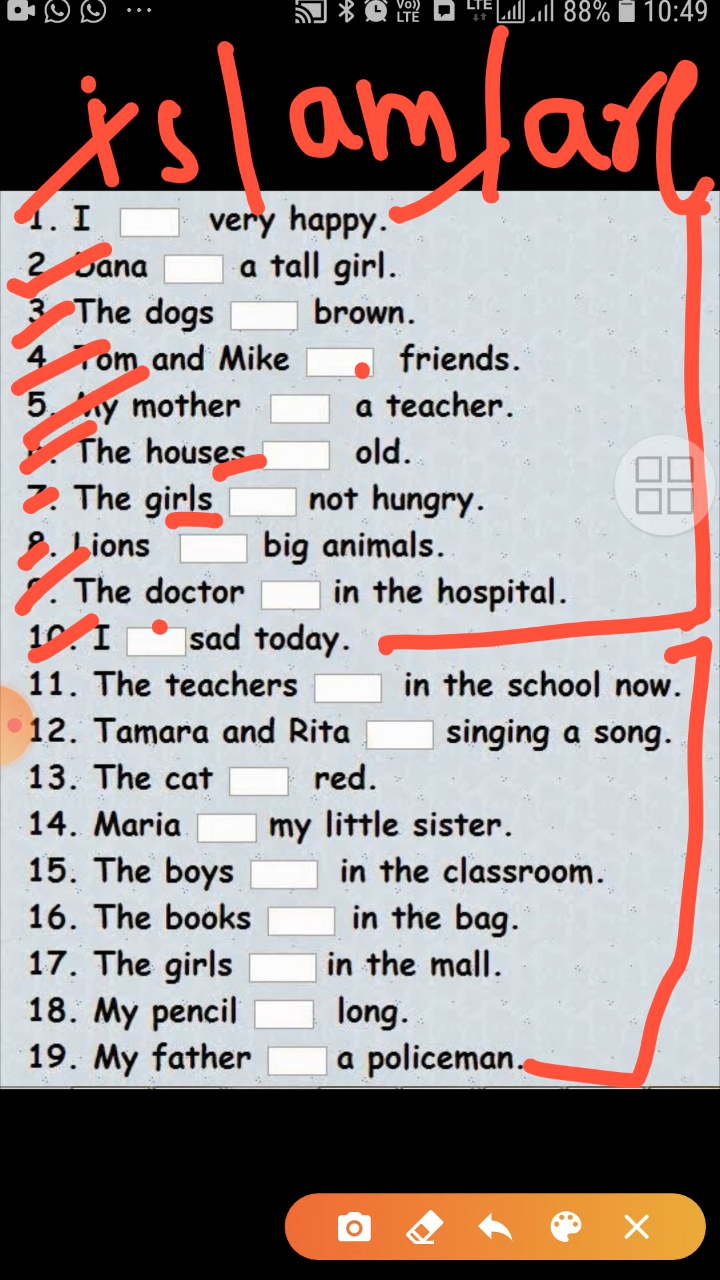 Vo)) LTE LTE 88% 10:49
is/am/are
1. I very happy.
2. Dana a tall girl.
3. The dogs brown.
4. Tom and Mike friends.
5. My mother a teacher.
6. The houses old.
7. The girls not hungry.
8. Lions big animals.
9. The doctor in the hospital.
10. I sad today.
11. The teachers in the school now.
12. Tamara and Rita singing a song.
13. The cat red.
14. Maria my little sister.
15. The boys in the classroom.
16. The books in the bag.
17. The girls in the mall.
18. My pencil long.
19. My father a policeman.